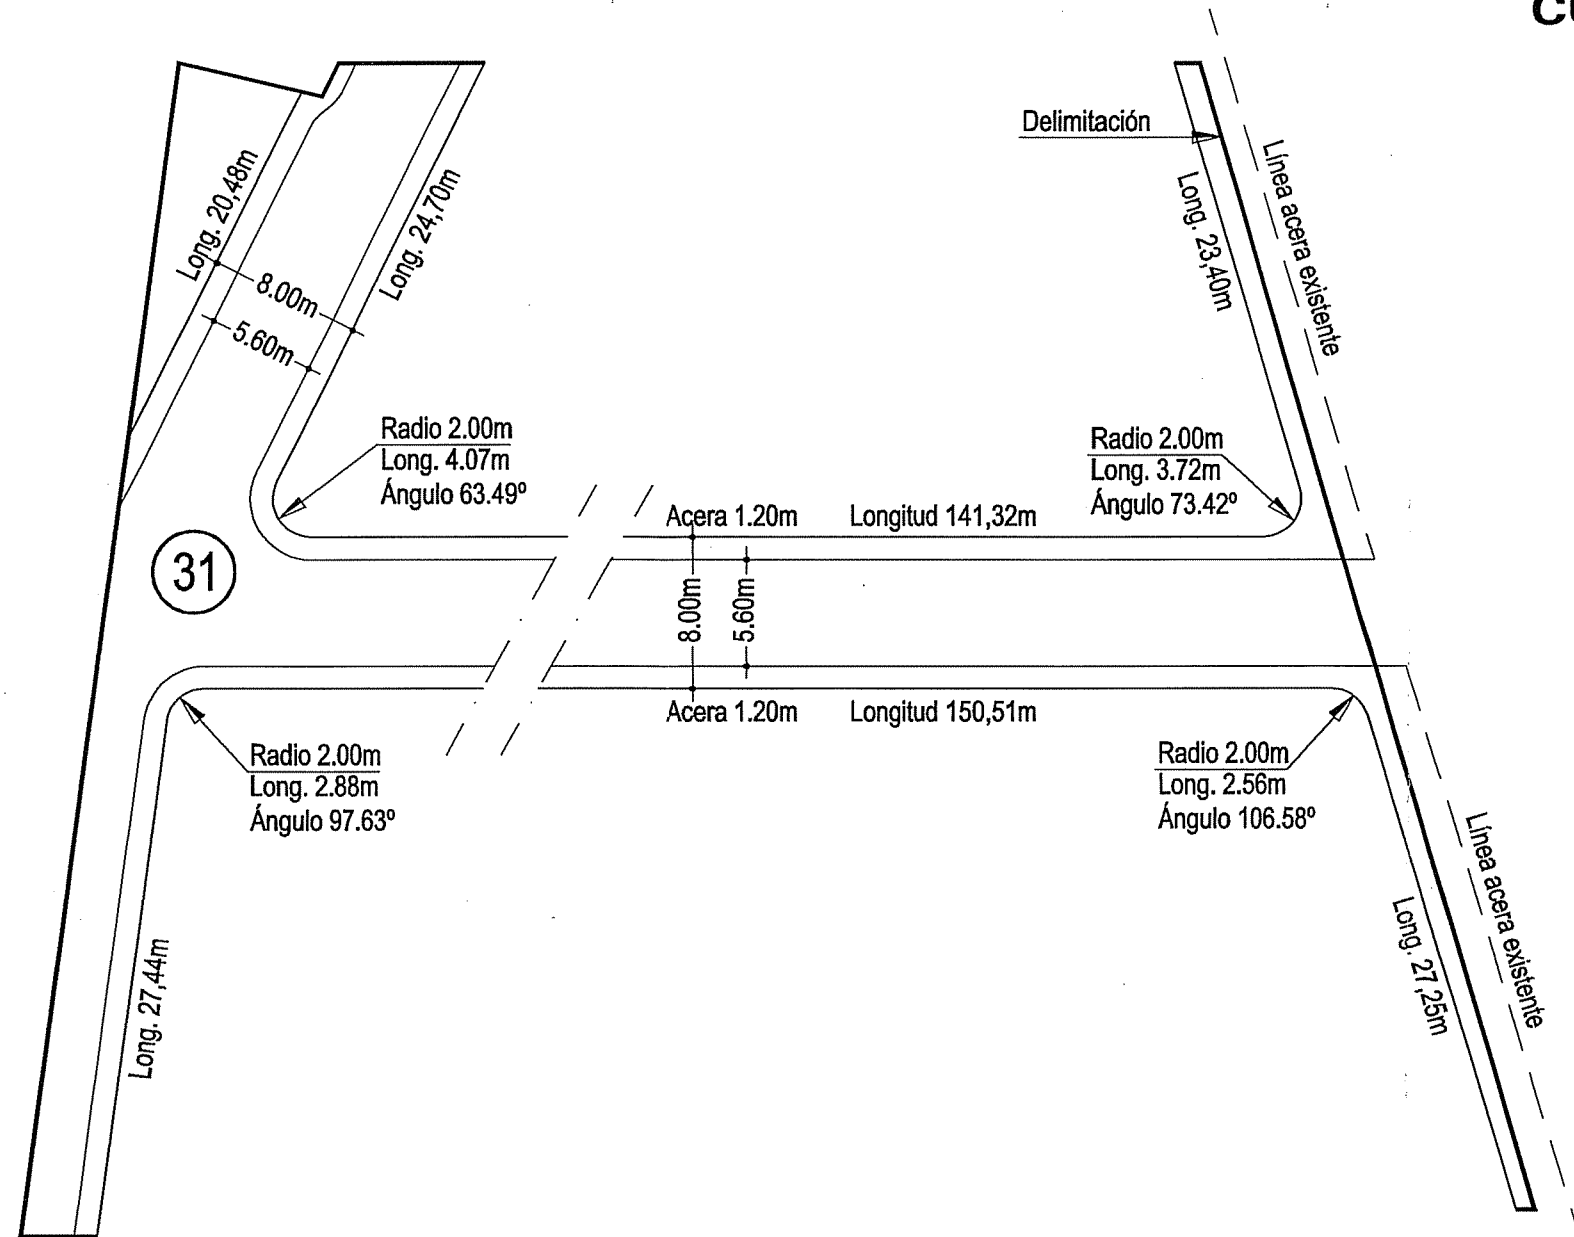 Delimitación
Línea acera existente
Long. 20,48m
Long. 24,70m
Long. 23,40m
8.00m
5.60m
Radio 2.00m
Long. 4.07m
Ángulo 63.49º
Radio 2.00m
Long. 3.72m
Ángulo 73.42º
Acera 1.20m
Longitud 141,32m
31
8.00m
5.60m
Acera 1.20m
Longitud 150,51m
Radio 2.00m
Long. 2.88m
Ángulo 97.63º
Radio 2.00m
Long. 2.56m
Ángulo 106.58º
Línea acera existente
Long. 27,44m
Long. 27,25m